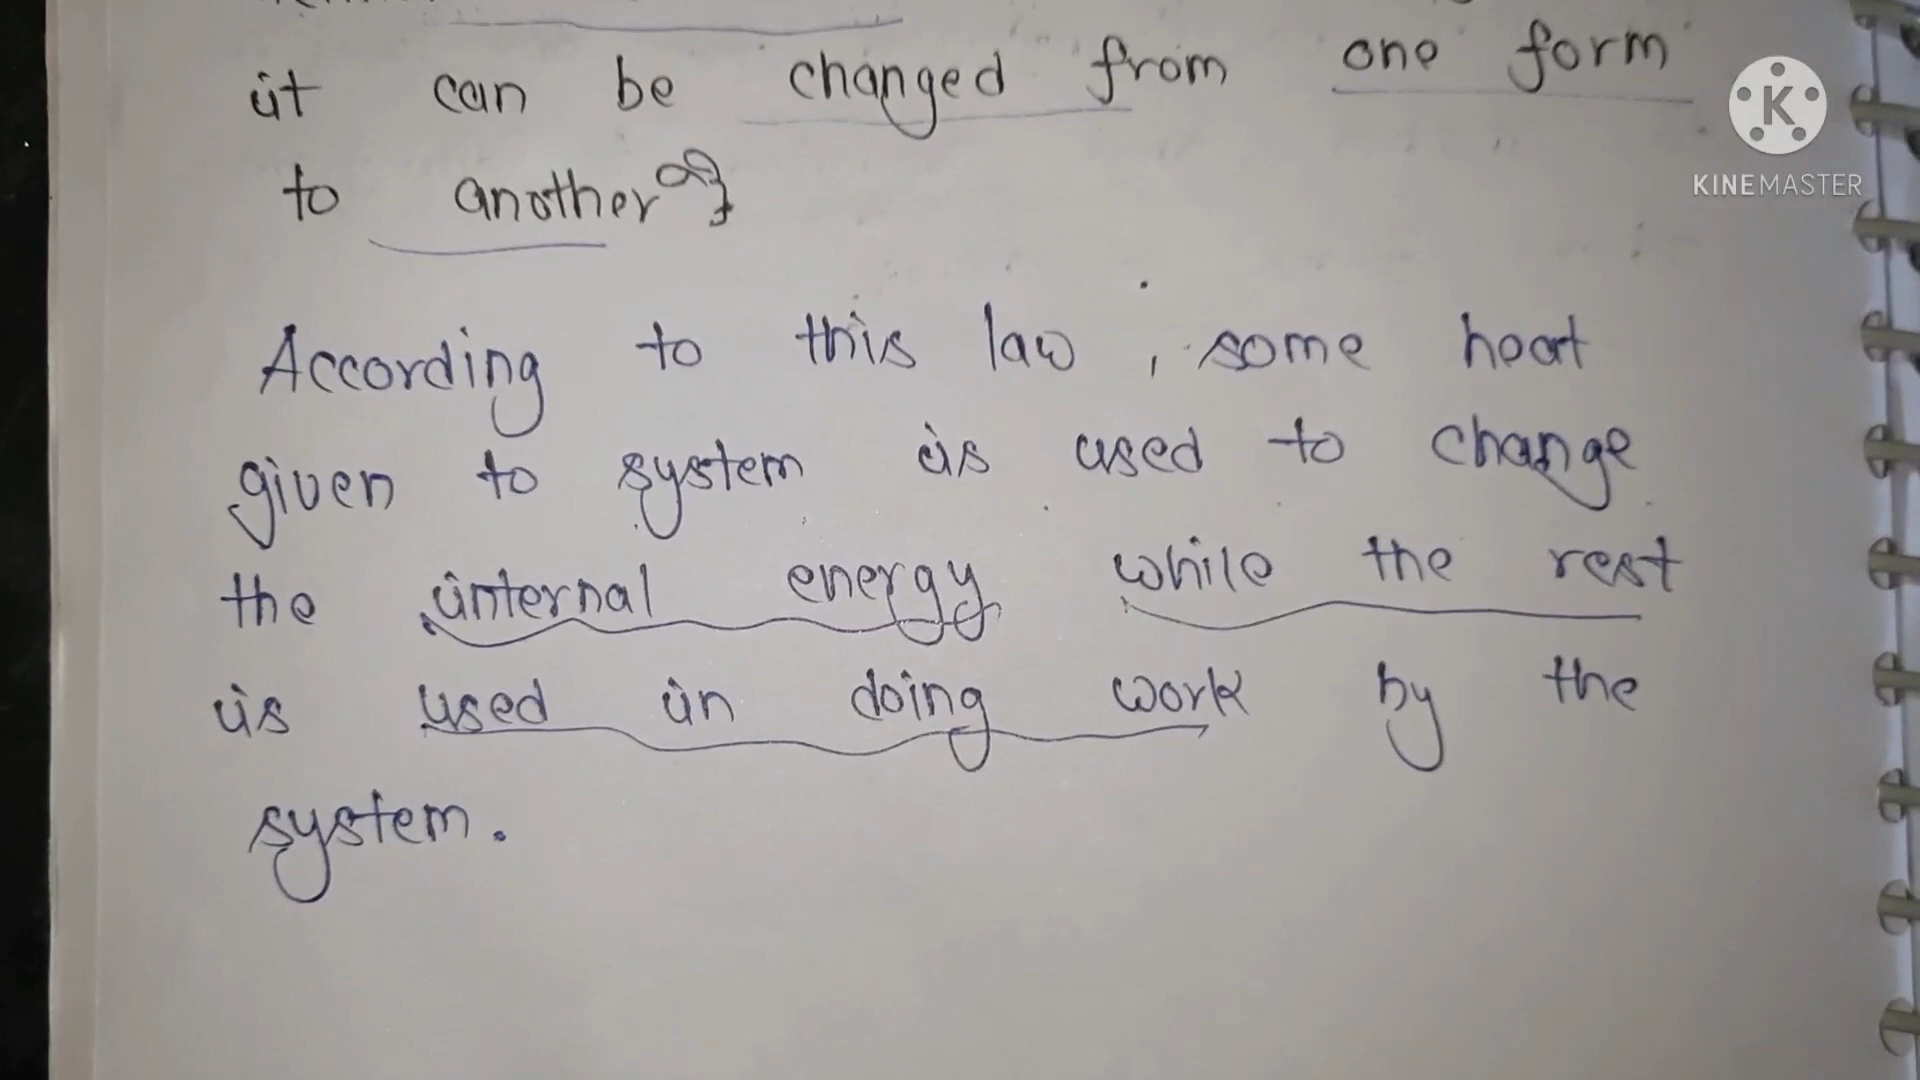 it can be changed from one form
to another}
According to this law, some heat
given to system is used to change
the internal energy while the rest
is used in doing work by the
system.
KINEMASTER